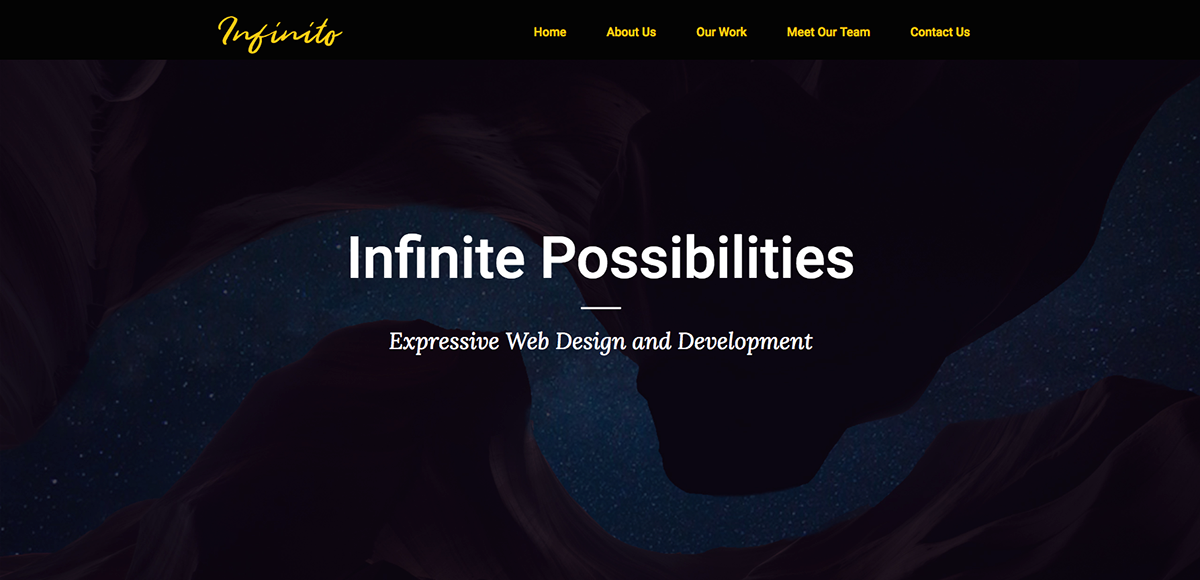 Infinito
Home About Us Our Work Meet Our Team Contact Us
Infinite Possibilities
Expressive Web Design and Development